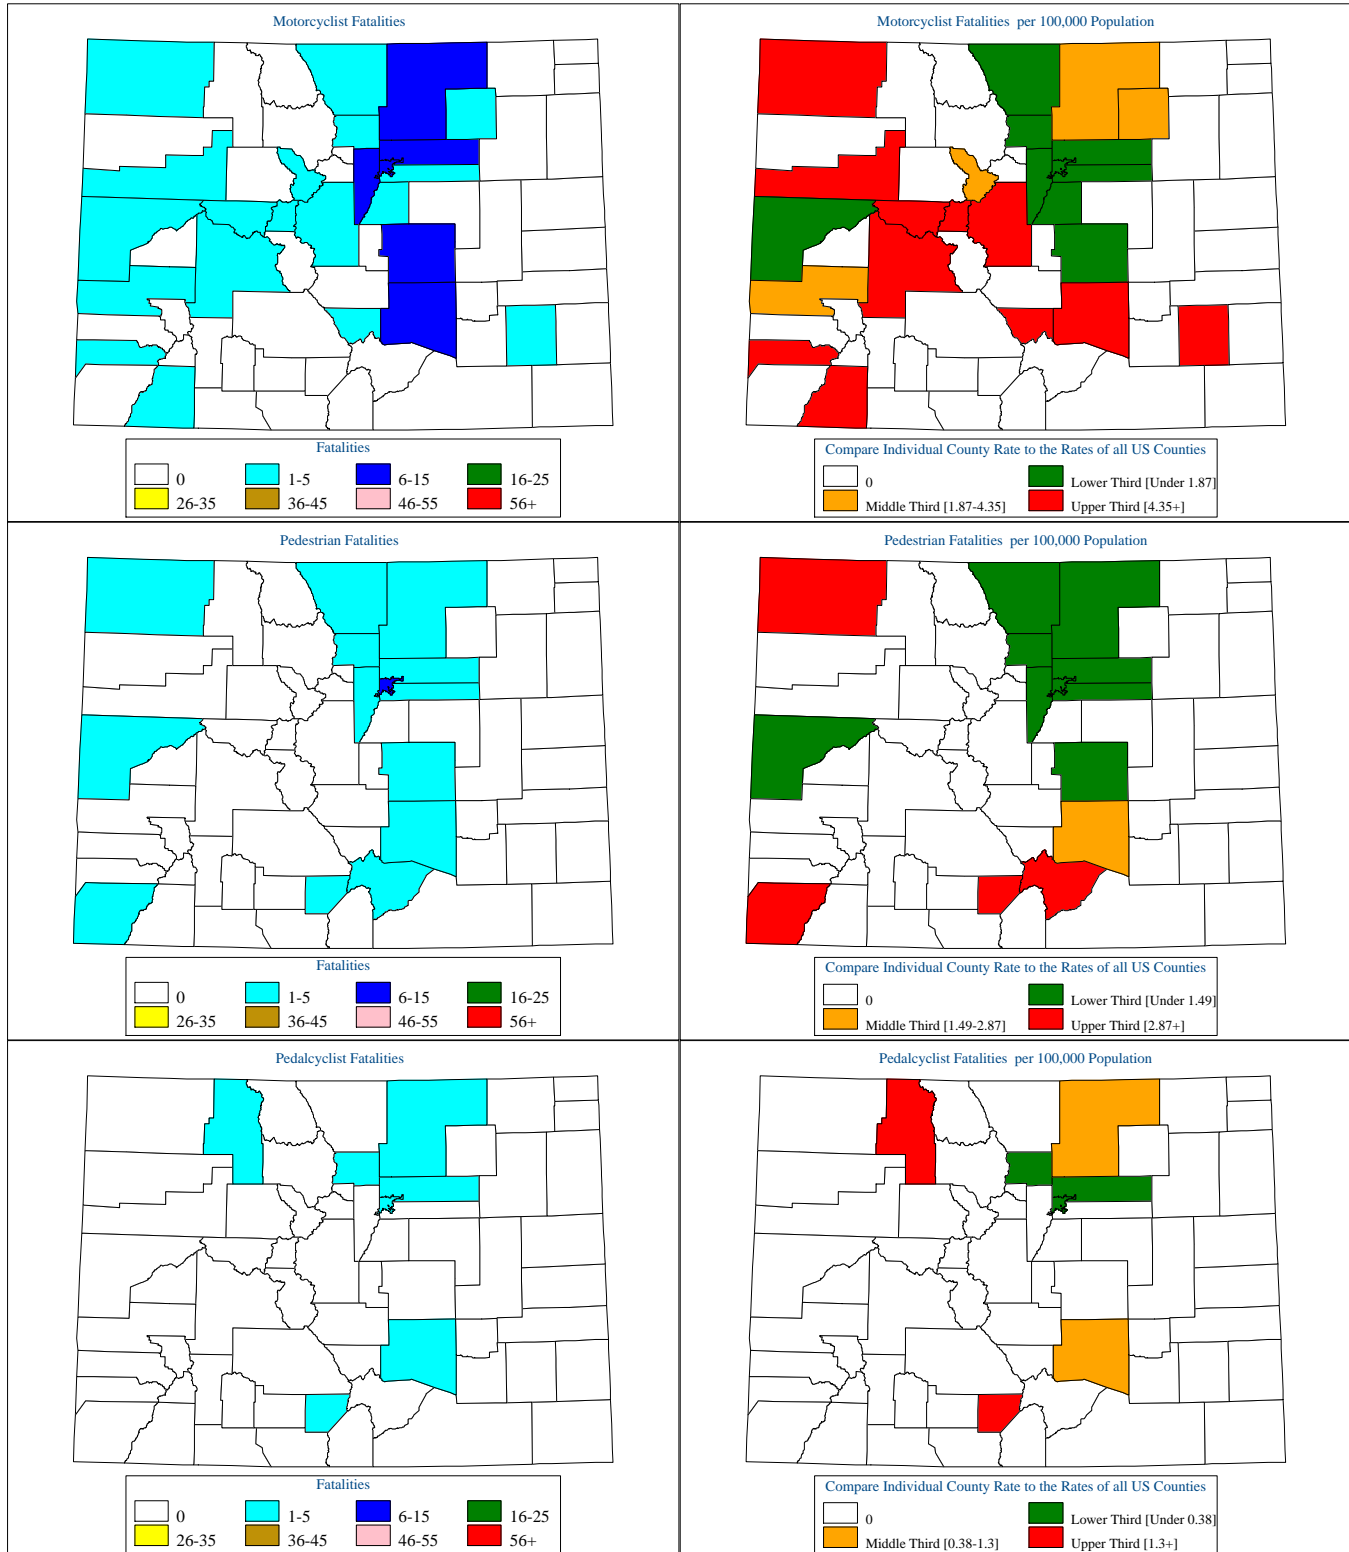 Motorcyclist Fatalities
Fatalities
0
1-5
6-15
16-25
26-35
36-45
46-55
56+
Motorcyclist Fatalities per 100,000 Population
Compare Individual County Rate to the Rates of all US Counties
0
Lower Third [Under 1.87]
Middle Third [1.87-4.35]
Upper Third [4.35+]
Pedestrian Fatalities
Fatalities
0
1-5
6-15
16-25
26-35
36-45
46-55
56+
Pedestrian Fatalities per 100,000 Population
Compare Individual County Rate to the Rates of all US Counties
0
Lower Third [Under 1.49]
Middle Third [1.49-2.87]
Upper Third [2.87+]
Pedalcyclist Fatalities
Fatalities
0
1-5
6-15
16-25
26-35
36-45
46-55
56+
Pedalcyclist Fatalities per 100,000 Population
Compare Individual County Rate to the Rates of all US Counties
0
Lower Third [Under 0.38]
Middle Third [0.38-1.3]
Upper Third [1.3+]